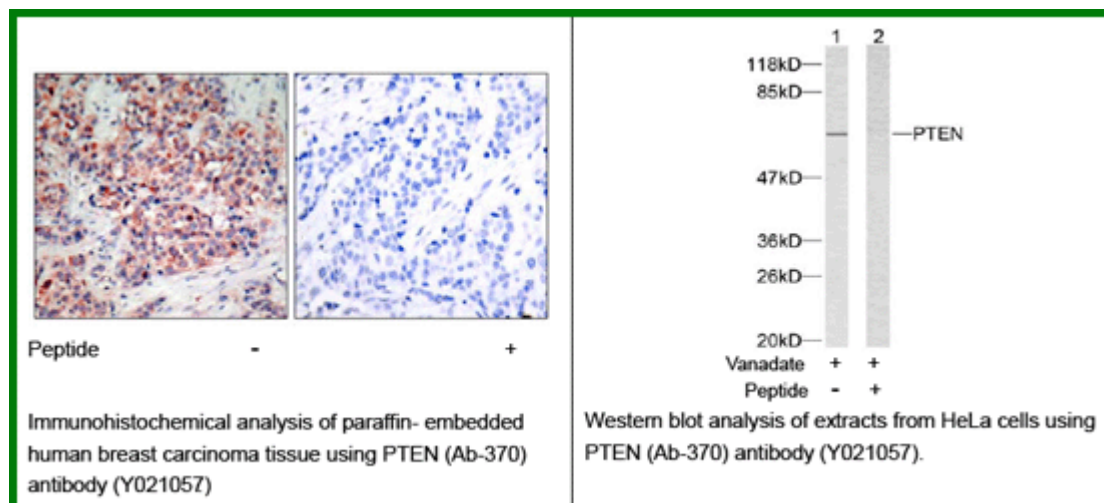 Peptide - +
Immunohistochemical analysis of paraffin- embedded
human breast carcinoma tissue using PTEN (Ab-370)
antibody (Y021057)
1 2
118kD
85kD
PTEN
47kD
36kD
26kD
20kD
Vanadate + +
Peptide - +
Western blot analysis of extracts from HeLa cells using
PTEN (Ab-370) antibody (Y021057).